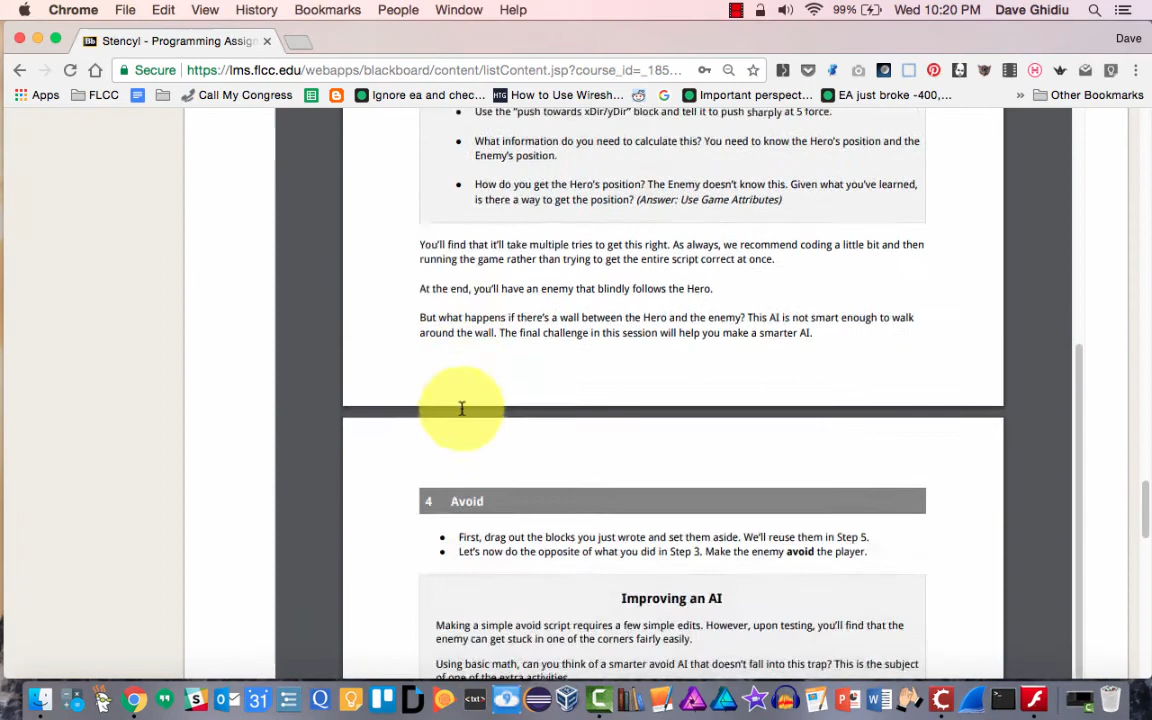 Chrome File Edit View History Bookmarks People Window Help 99% Wed 10:20 PM Dave Ghidiu
Bb Stencyl - Programming Assign × Dave
Secure https://lms.flcc.edu/webapps/blackboard/content/listContent.jsp?course_id=_185...
Apps FLCC Call My Congress Ignore ea and chec... HTG How to Use Wiresh... Important perspect... EA just broke -400,... » Other Bookmarks
• Use the “push towards xDir/yDir” block and tell it to push sharply at 5 force.
• What information do you need to calculate this? You need to know the Hero’s position and the
Enemy’s position.
• How do you get the Hero’s position? The Enemy doesn’t know this. Given what you’ve learned,
is there a way to get the position? (Answer: Use Game Attributes)
You’ll find that it’ll take multiple tries to get this right. As always, we recommend coding a little bit and then
running the game rather than trying to get the entire script correct at once.
At the end, you’ll have an enemy that blindly follows the Hero.
But what happens if there’s a wall between the Hero and the enemy? This AI is not smart enough to walk
around the wall. The final challenge in this session will help you make a smarter AI.
4 Avoid
• First, drag out the blocks you just wrote and set them aside. We’ll reuse them in Step 5.
• Let’s now do the opposite of what you did in Step 3. Make the enemy avoid the player.
Improving an AI
Making a simple avoid script requires a few simple edits. However, upon testing, you’ll find that the
enemy can get stuck in one of the corners fairly easily.
Using basic math, can you think of a smarter avoid AI that doesn’t fall into this trap? This is the subject
of one of the extra activities.